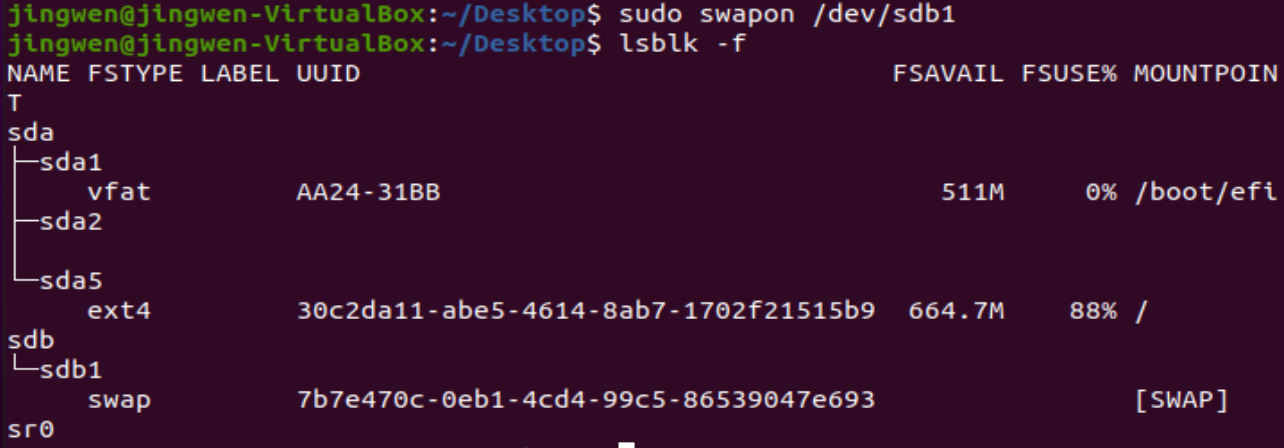 jingwen@jingwen-VirtualBox:~/Desktop$ sudo swapon /dev/sdb1
jingwen@jingwen-VirtualBox:~/Desktop$ lsblk -f
NAME FSTYPE LABEL UUID                                 FSAVAIL FSUSE% MOUNTPOIN
T
sda
├─sda1
     vfat         AA24-31BB                               511M     0% /boot/efi
├─sda2
└─sda5
     ext4         30c2da11-abe5-4614-8ab7-1702f21515b9  664.7M    88% /
sdb
└─sdb1
     swap         7b7e470c-0eb1-4cd4-99c5-86539047e693                [SWAP]
sr0